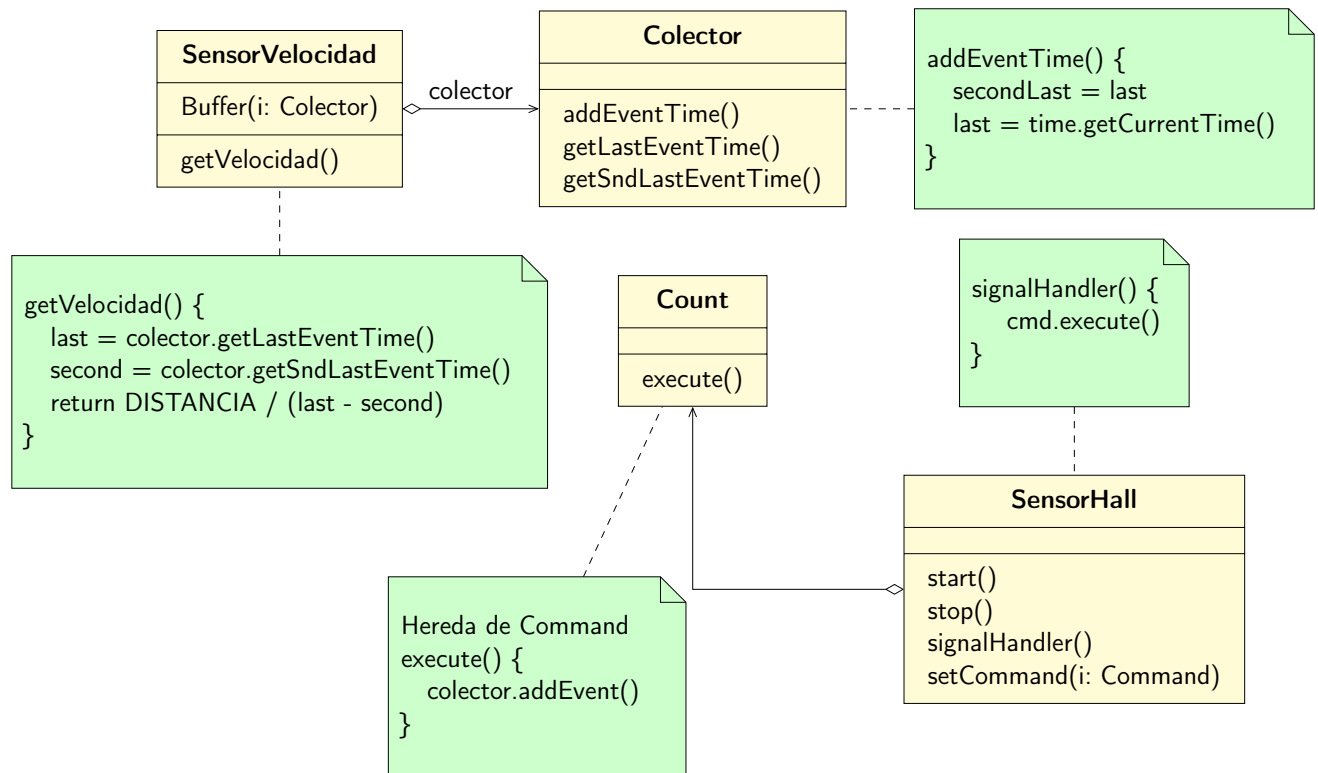 SensorVelocidad
Buffer(i: Colector)
getVelocidad()
colector
Colector
addEventTime()
getLastEventTime()
getSndLastEventTime()
addEventTime() {
secondLast = last
last = time.getCurrentTime()
}
getVelocidad() {
last = colector.getLastEventTime()
second = colector.getSndLastEventTime()
return DISTANCIA / (last - second)
}
Count
execute()
signalHandler() {
cmd.execute()
}
Hereda de Command
execute() {
colector.addEvent()
}
SensorHall
start()
stop()
signalHandler()
setCommand(i: Command)